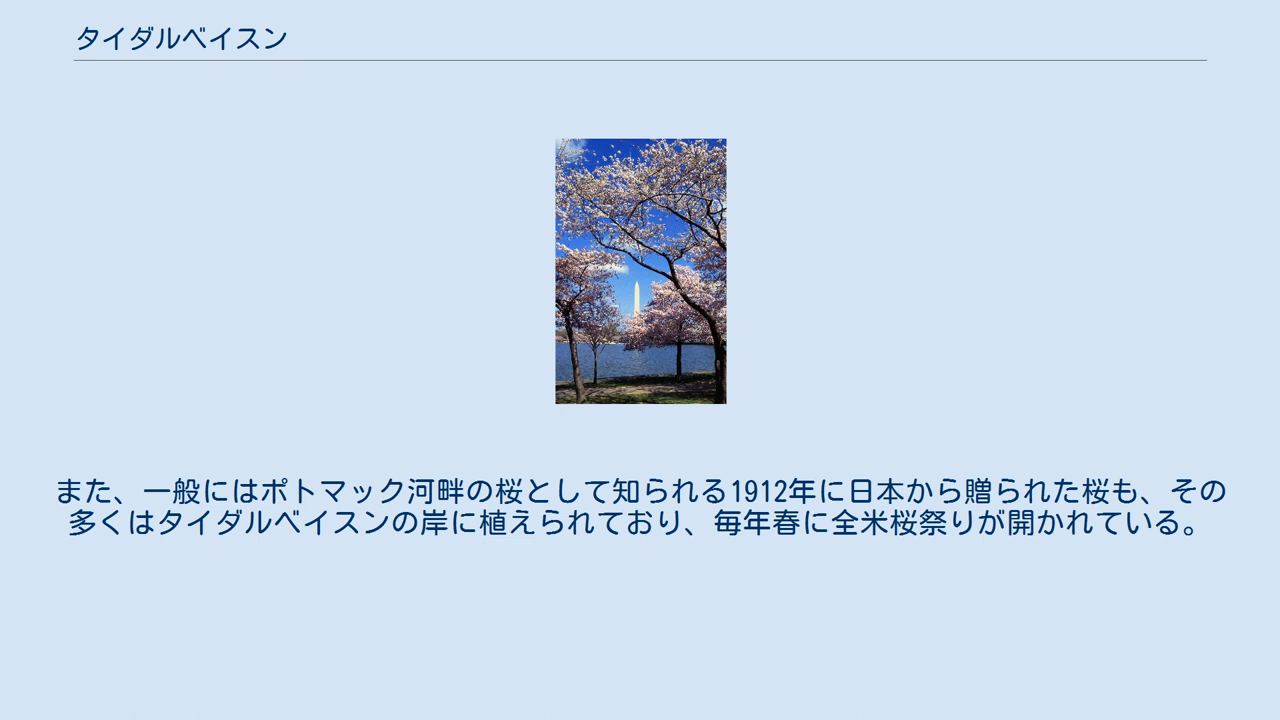 タイダルベイスン
また、一般にはポトマック河畔の桜として知られる1912年に日本から贈られた桜も、その
多くはタイダルベイスンの岸に植えられており、毎年春に全米桜祭りが開かれている。